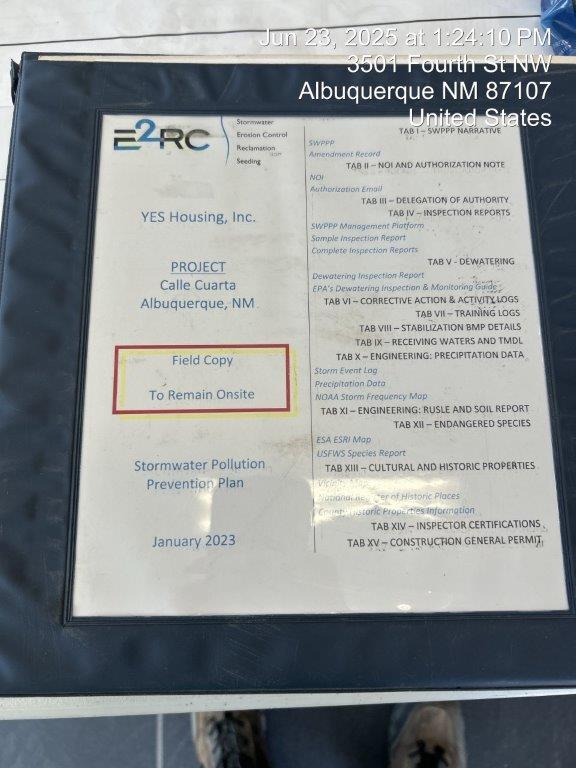 Jun 23, 2025 at 1:24:10 PM
3501 Fourth St NW
Albuquerque NM 87107
United States
E2RC
Stormwater
Erosion Control
Reclamation
Seeding
YES Housing, Inc.
PROJECT
Calle Cuarta
Albuquerque, NM
Field Copy
To Remain Onsite
Stormwater Pollution
Prevention Plan
January 2023
TAB I – SWPPP NARRATIVE
SWPPP
Amendment Record
TAB II – NOI AND AUTHORIZATION NOTE
NOI
Authorization Email
TAB III – DELEGATION OF AUTHORITY
TAB IV – INSPECTION REPORTS
SWPPP Management Platform
Sample Inspection Report
Complete Inspection Reports
TAB V - DEWATERING
Dewatering Inspection Report
EPA's Dewatering Inspection & Monitoring Guide
TAB VI – CORRECTIVE ACTION & ACTIVITY LOGS
TAB VII – TRAINING LOGS
TAB VIII – STABILIZATION BMP DETAILS
TAB IX – RECEIVING WATERS AND TMDL
TAB X – ENGINEERING: PRECIPITATION DATA
Storm Event Log
Precipitation Data
NOAA Storm Frequency Map
TAB XI – ENGINEERING: RUSLE AND SOIL REPORT
TAB XII – ENDANGERED SPECIES
ESA ESRI Map
USFWS Species Report
TAB XIII – CULTURAL AND HISTORIC PROPERTIES
Vicinity Map
National Register of Historic Places
County Historic Properties Information
TAB XIV – INSPECTOR CERTIFICATIONS
TAB XV – CONSTRUCTION GENERAL PERMIT